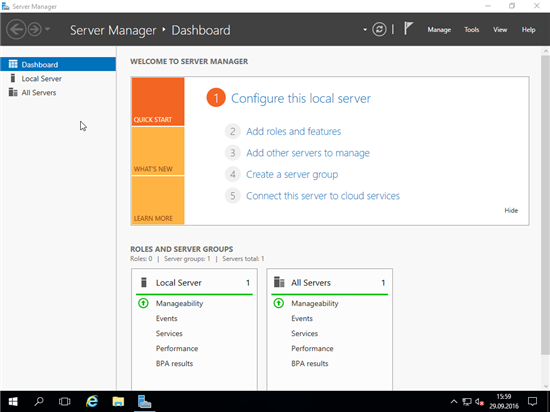 Server Manager
Server Manager • Dashboard
Manage Tools View Help
Dashboard
Local Server
All Servers
WELCOME TO SERVER MANAGER
QUICK START
WHAT'S NEW
LEARN MORE
1 Configure this local server
2 Add roles and features
3 Add other servers to manage
4 Create a server group
5 Connect this server to cloud services
Hide
ROLES AND SERVER GROUPS
Roles: 0 | Server groups: 1 | Servers total: 1
Local Server 1
Manageability
Events
Services
Performance
BPA results
All Servers 1
Manageability
Events
Services
Performance
BPA results
15:59
29.09.2016